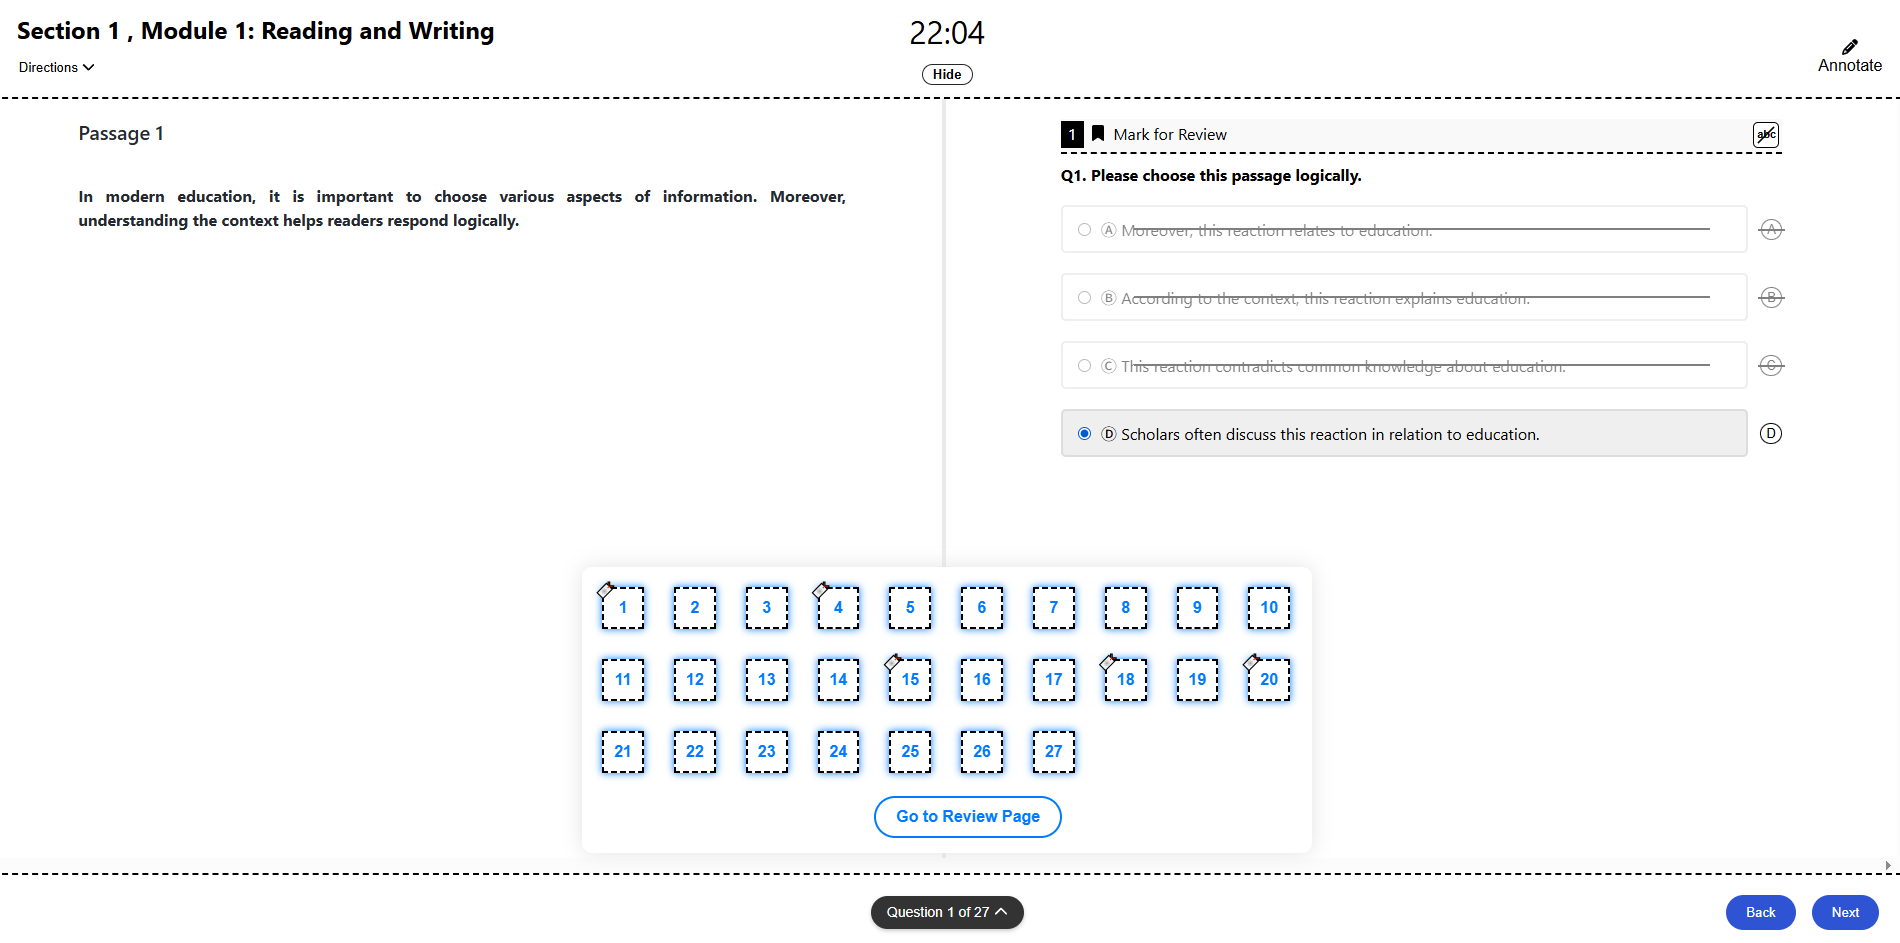 Section 1 , Module 1: Reading and Writing
Directions
22:04
Hide
Annotate
Passage 1
In modern education, it is important to choose various aspects of information. Moreover,
understanding the context helps readers respond logically.
1 Mark for Review
abc
Q1. Please choose this passage logically.
A Moreover, this reaction relates to education.
A
B According to the context, this reaction explains education.
B
C This reaction contradicts common knowledge about education.
C
D Scholars often discuss this reaction in relation to education.
D
1 2 3 4 5 6 7 8 9 10
11 12 13 14 15 16 17 18 19 20
21 22 23 24 25 26 27
Go to Review Page
Question 1 of 27
Back
Next